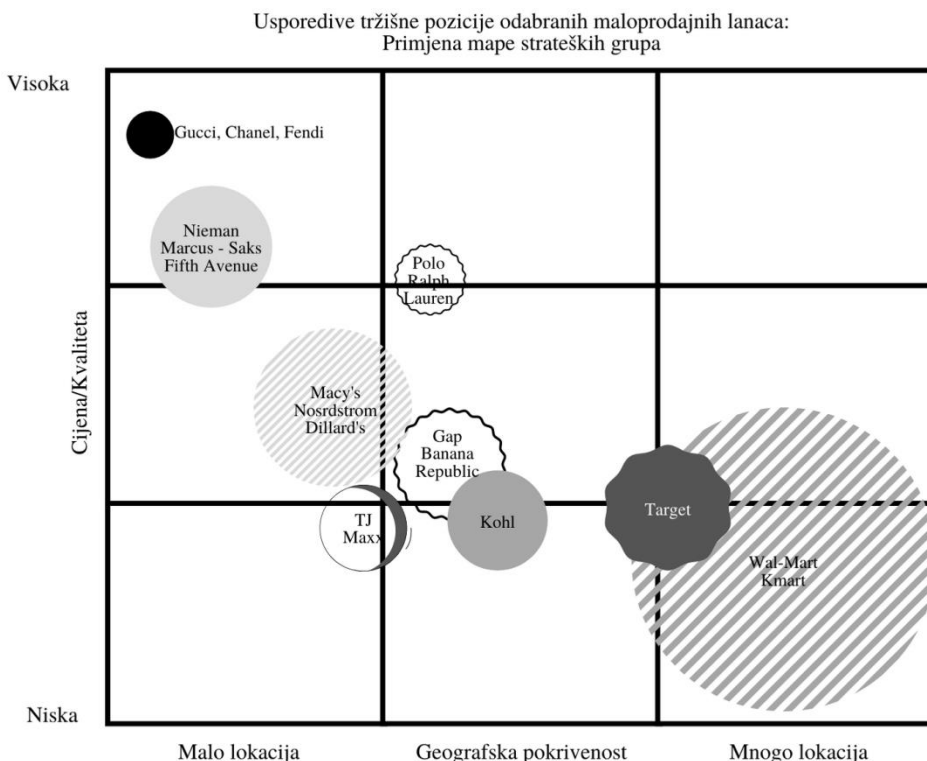 Usporedive tržišne pozicije odabranih maloprodajnih lanaca:
Primjena mape strateških grupa
Visoka
Gucci, Chanel, Fendi
Nieman
Marcus - Saks
Fifth Avenue
Polo
Ralph
Lauren
Cijena/Kvaliteta
Macy's
Nosrdstrom
Dillard's
Gap
Banana
Republic
TJ
Maxx
Kohl
Target
Wal-Mart
Kmart
Niska
Malo lokacija
Geografska pokrivenost
Mnogo lokacija